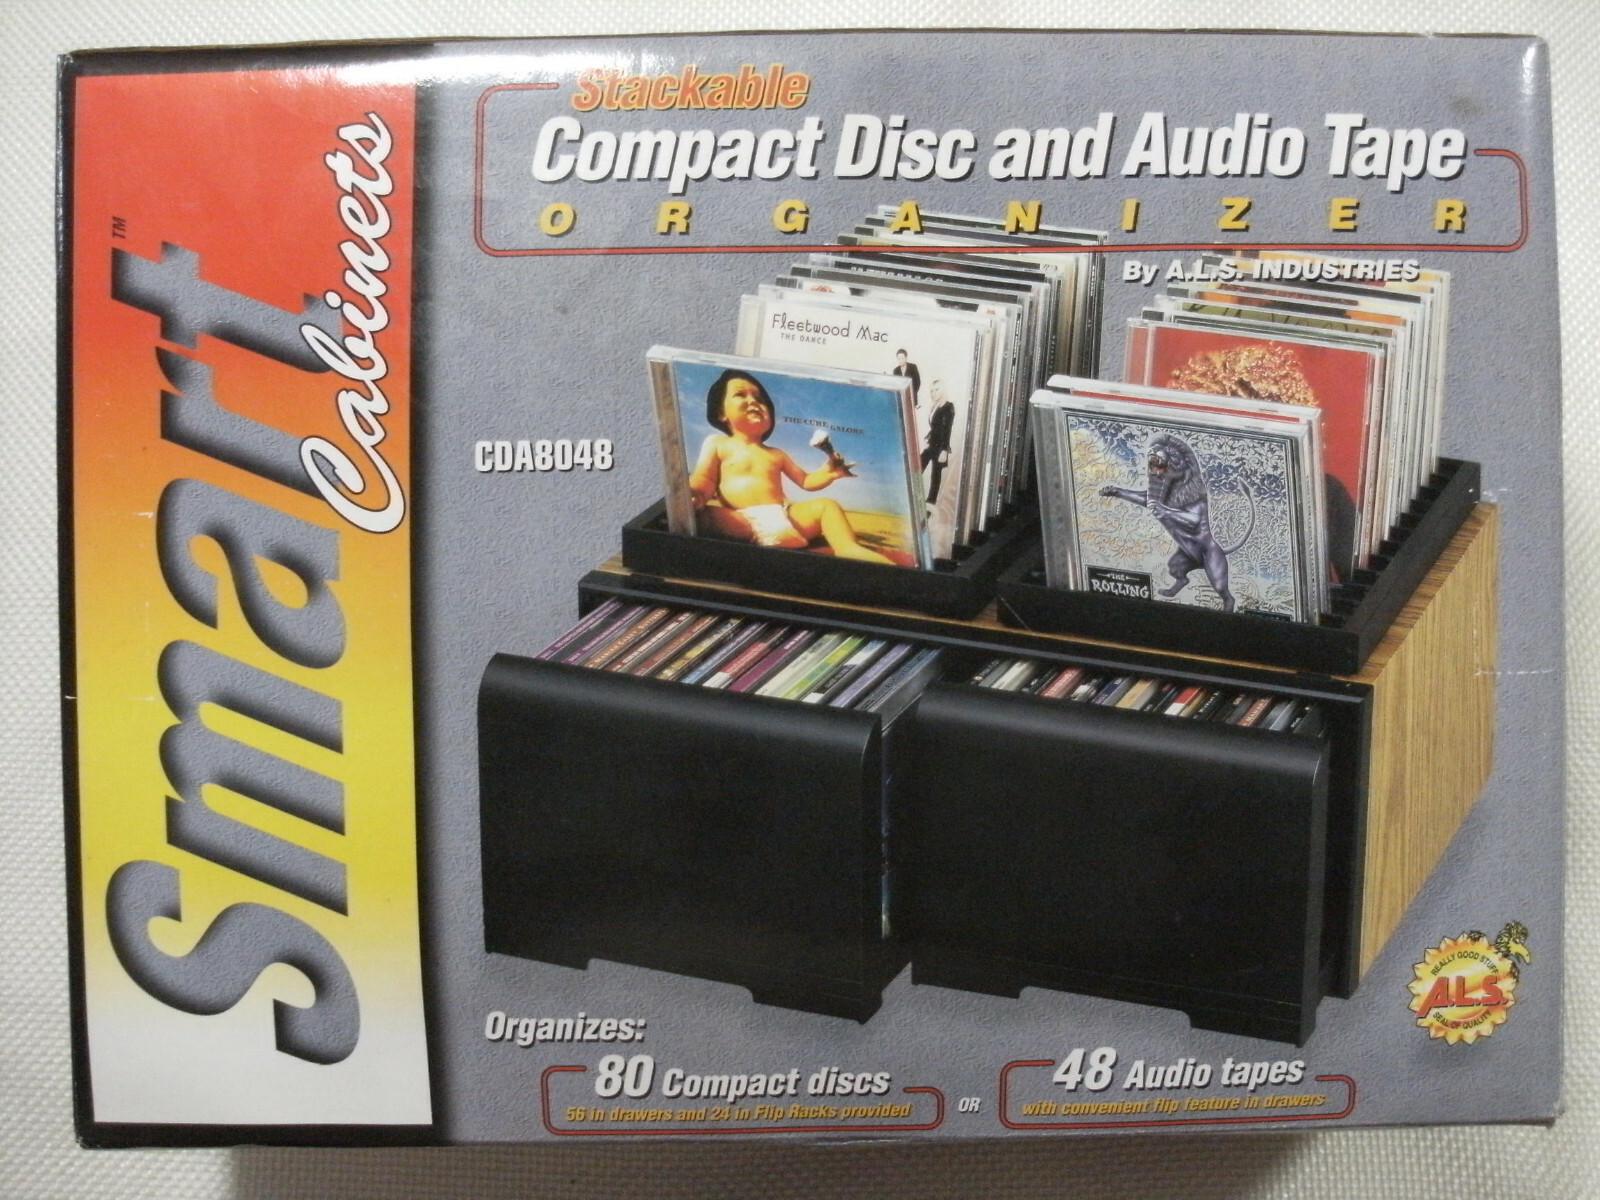 Smart™
Cabinets
Stackable
Compact Disc and Audio Tape
ORGANIZER
By A.L.S. INDUSTRIES
CDA8048
Fleetwood Mac
THE DANCE
THE CURE GALORE
THE
ROLLING
REALLY GOOD STUFF
A.L.S.
SEAL OF QUALITY
Organizes:
80 Compact discs
56 in drawers and 24 in Flip Racks provided
OR
48 Audio tapes
with convenient flip feature in drawers